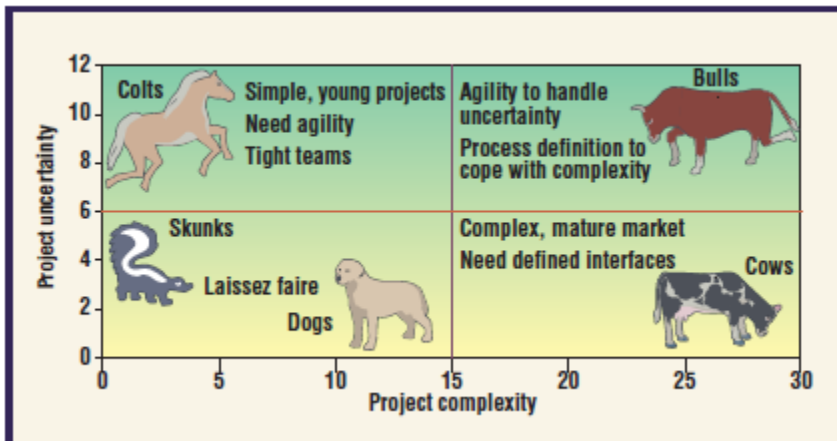 12
10
8
6
4
2
0
Project uncertainty
Colts
Simple, young projects
Need agility
Tight teams
Bulls
Agility to handle
uncertainty
Process definition to
cope with complexity
Skunks
Laissez faire
Dogs
Complex, mature market
Need defined interfaces
Cows
0 5 10 15 20 25 30
Project complexity